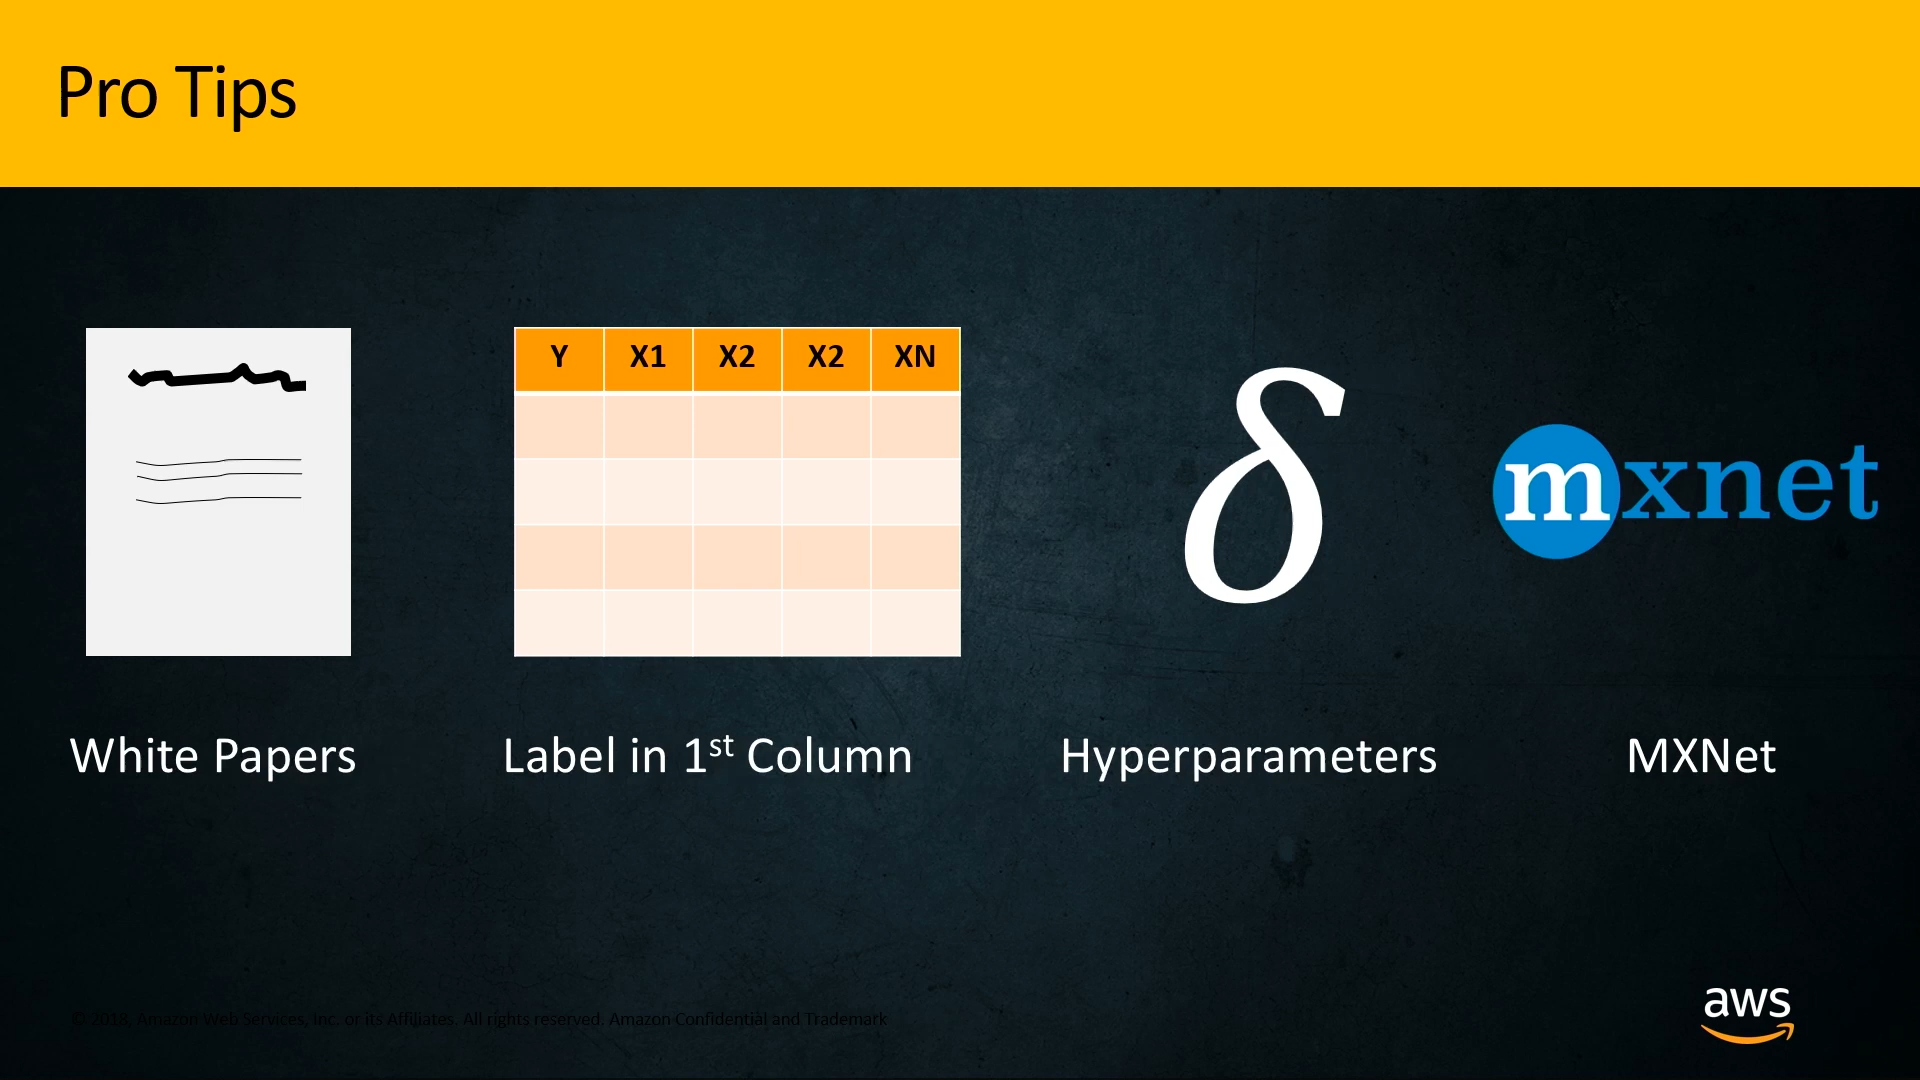 Pro Tips
Y X1 X2 X2 XN
mxnet
White Papers
Label in 1st Column
Hyperparameters
MXNet
© 2018, Amazon Web Services, Inc. or its Affiliates. All rights reserved. Amazon Confidential and Trademark
aws